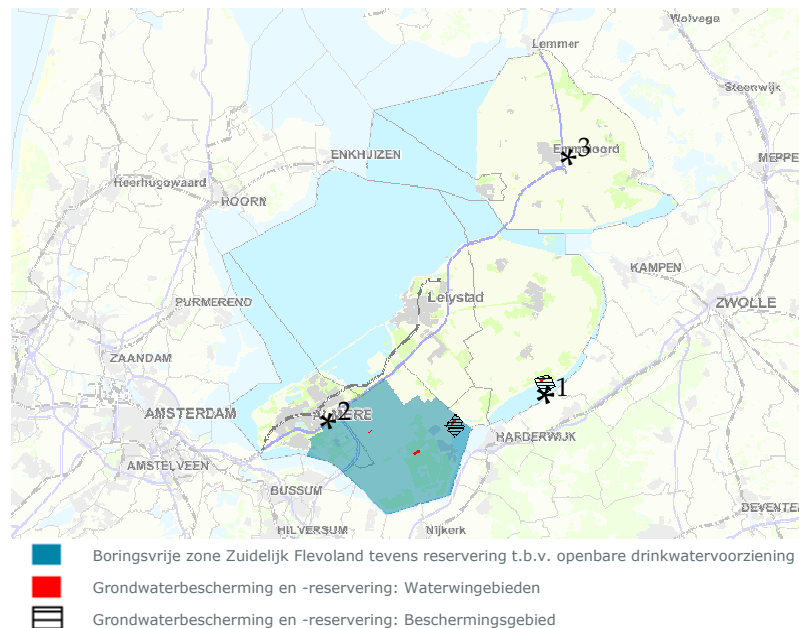 Wolvega
Lemmer
Steenwijk
Emmeloord
*3
MEPPE
ENKHUIZEN
Heerhugowaard
HOORN
KAMPEN
Lelystad
PURMEREND
ZWOLLE
ZAANDAM
*1
*2
AMSTERDAM
ALMERE
HARDERWIJK
AMSTELVEEN
BUSSUM
DEVENTE
HILVERSUM
Nijkerk
Boringsvrije zone Zuidelijk Flevoland tevens reservering t.b.v. openbare drinkwatervoorziening
Grondwaterbescherming en -reservering: Waterwingebieden
Grondwaterbescherming en -reservering: Beschermingsgebied